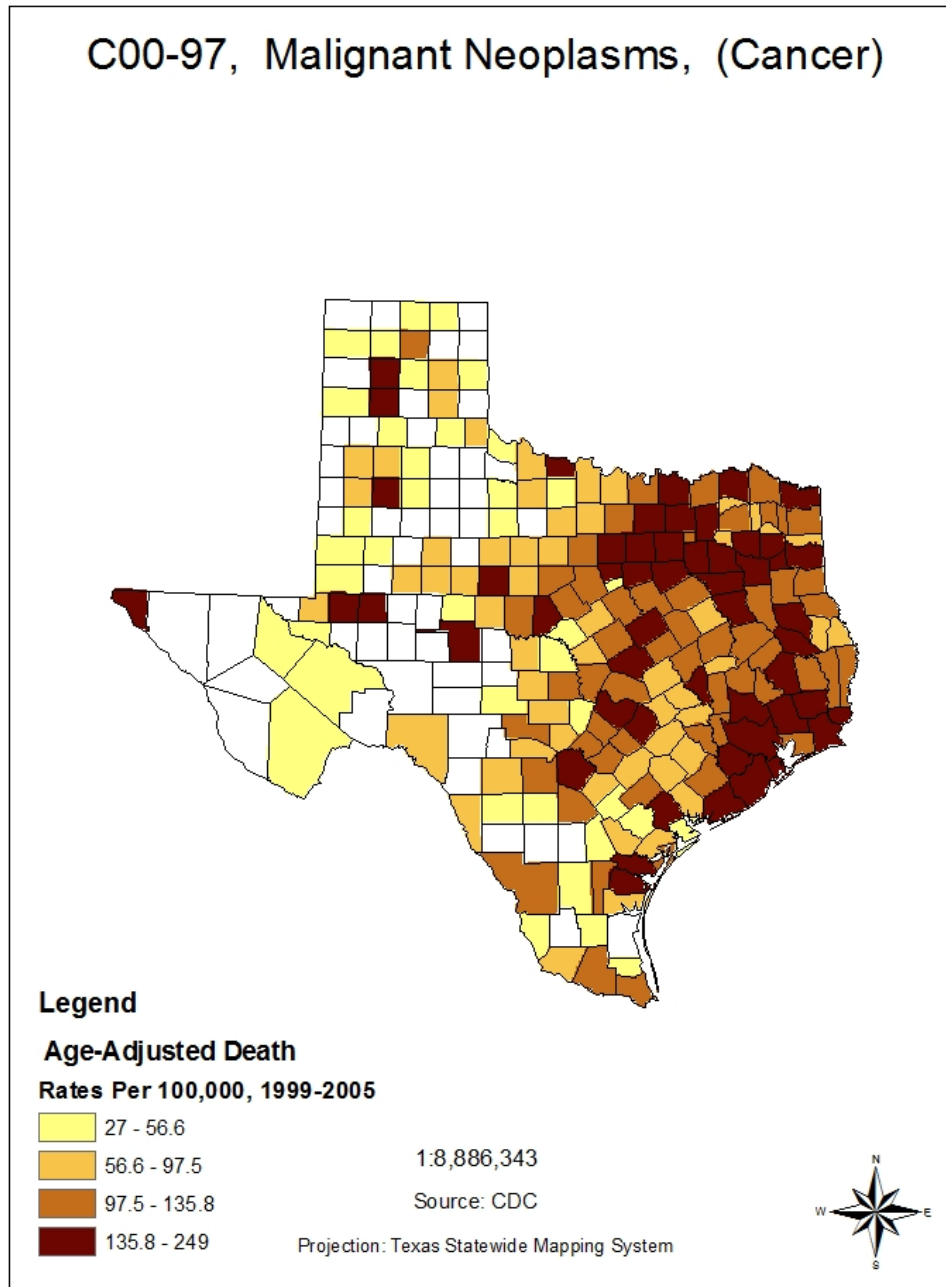 C00-97, Malignant Neoplasms, (Cancer)
Legend
Age-Adjusted Death
Rates Per 100,000, 1999-2005
27 - 56.6
56.6 - 97.5
97.5 - 135.8
135.8 - 249
1:8,886,343
Source: CDC
Projection: Texas Statewide Mapping System
N
W E
S